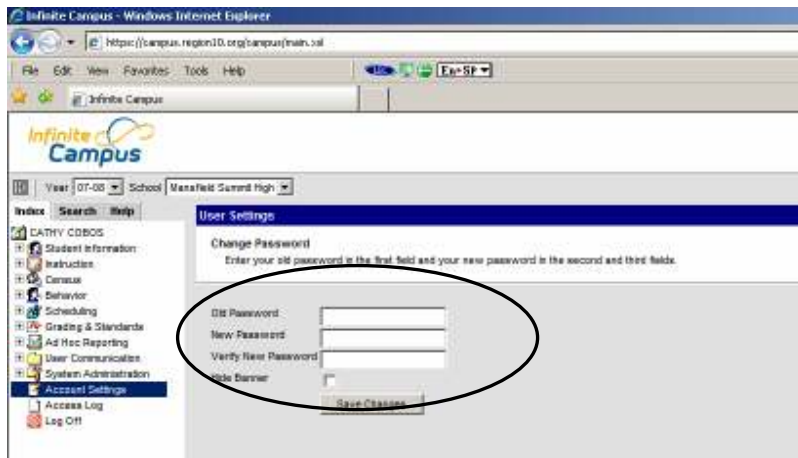 Infinite Campus - Windows Internet Explorer
https://campus.region10.org/campus/main.xsl
File Edit View Favorites Tools Help
En>SP
Infinite Campus
Infinite
Campus
Year 07-08 School Mansfield Summit High
Index Search Help
User Settings
CATHY COBOS
Student Information
Instruction
Census
Behavior
Scheduling
Grading & Standards
Ad Hoc Reporting
User Communication
System Administration
Account Settings
Access Log
Log Off
Change Password
Enter your old password in the first field and your new password in the second and third fields.
Old Password
New Password
Verify New Password
Hide Banner
Save Changes